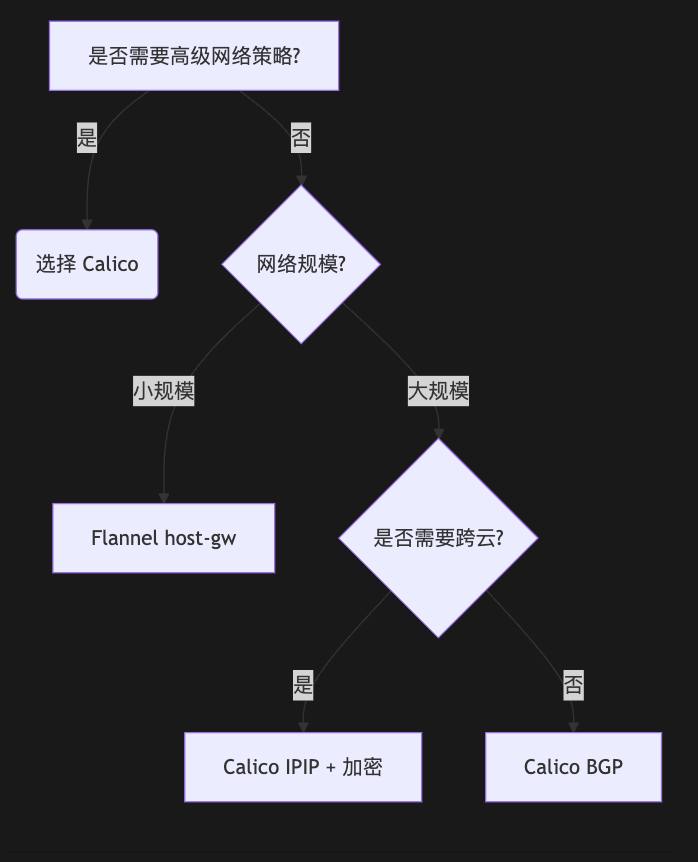 是否需要高级网络策略?
是
否
选择 Calico
网络规模?
小规模
大规模
Flannel host-gw
是否需要跨云?
是
否
Calico IPIP + 加密
Calico BGP